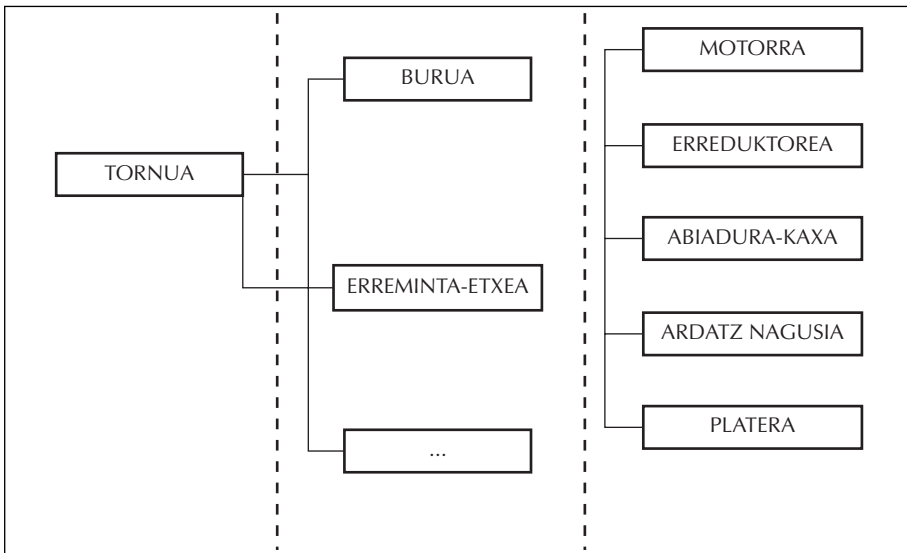 TORNUA
BURUA
ERREMINTA-ETXEA
...
MOTORRA
ERREDUKTOREA
ABIADURA-KAXA
ARDATZ NAGUSIA
PLATERA